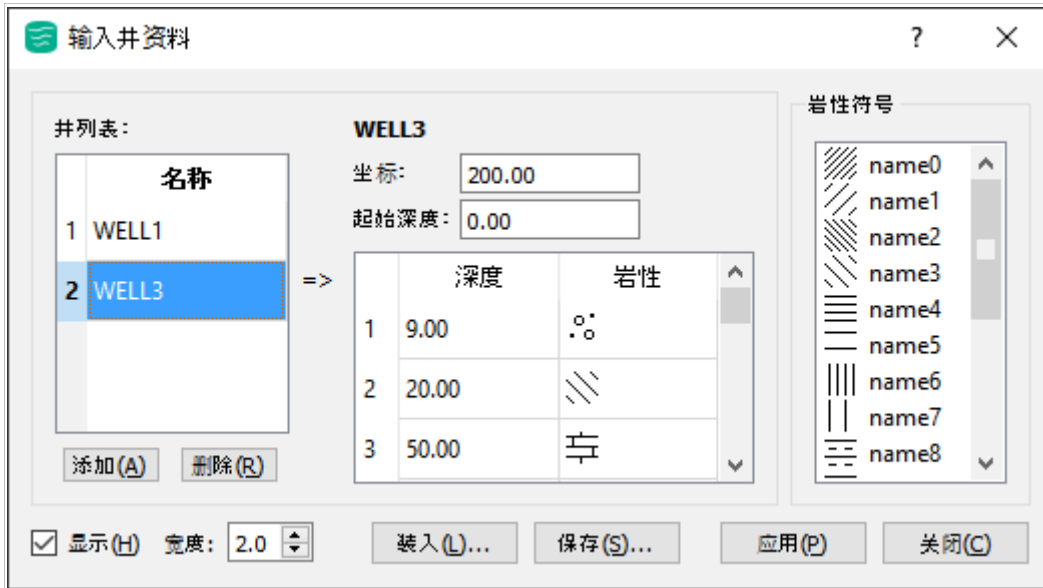 输入井资料 ?
井列表:
名称
1 WELL1
2 WELL3
添加(A) 删除(R)
=>
WELL3
坐标: 200.00
起始深度: 0.00
深度 岩性
1 9.00
2 20.00
3 50.00
岩性符号
name0
name1
name2
name3
name4
name5
name6
name7
name8
显示(H) 宽度: 2.0 装入(L)... 保存(S)... 应用(P) 关闭(C)